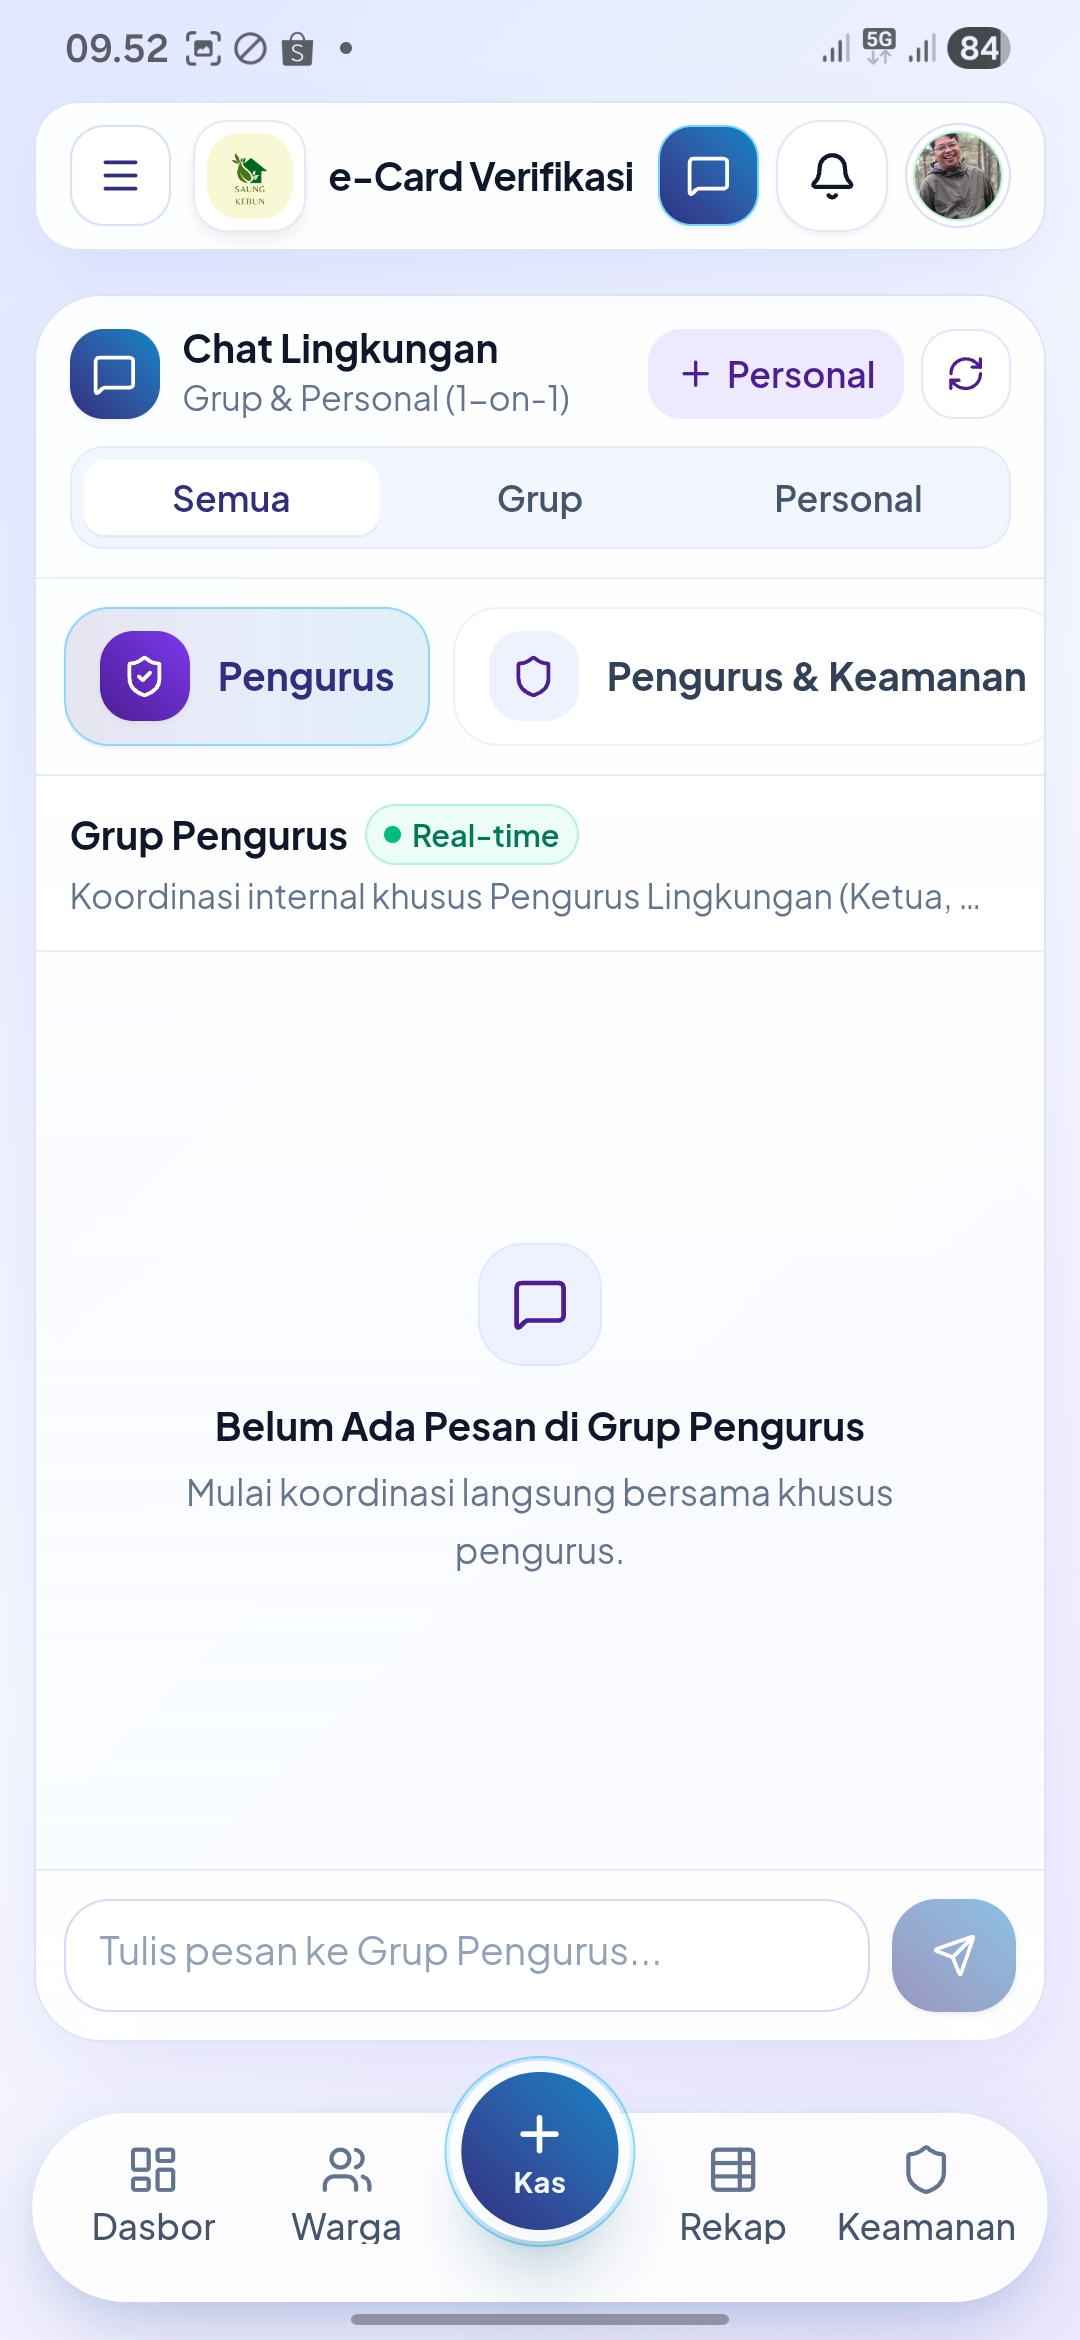 09.52
5G
84
SAUNG
KEBUN
e-Card Verifikasi
Chat Lingkungan
Grup & Personal (1-on-1)
+ Personal
Semua
Grup
Personal
Pengurus
Pengurus & Keamanan
Grup Pengurus
Real-time
Koordinasi internal khusus Pengurus Lingkungan (Ketua, ...
Belum Ada Pesan di Grup Pengurus
Mulai koordinasi langsung bersama khusus
pengurus.
Tulis pesan ke Grup Pengurus...
Dasbor
Warga
Kas
Rekap
Keamanan